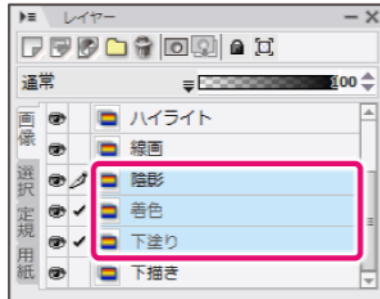 レイヤー
通常
100
画像
選択
定規
用紙
ハイライト
線画
陰影
着色
下塗り
下描き